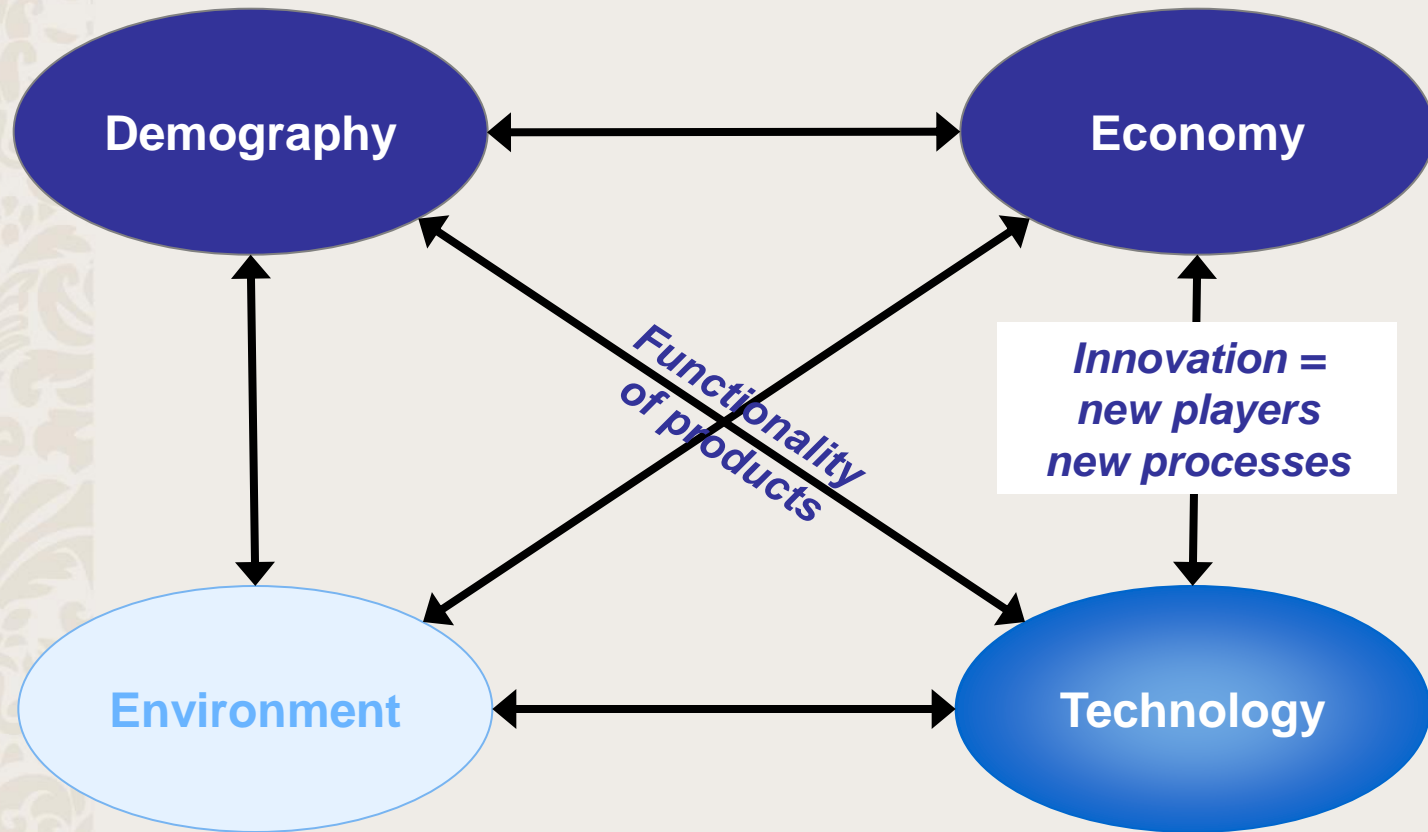 Demography
Economy
Functionality
of products
Innovation =
new players
new processes
Environment
Technology